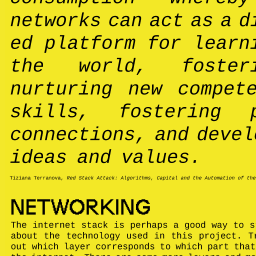 consumption whereby
networks can act as a di
ed platform for learni
the world, fosteri
nurturing new compete
skills, fostering p
connections, and devel
ideas and values.
Tiziana Terranova, Red Stack Attack: Algorithms, Capital and the Automation of the
NETWORKING
The internet stack is perhaps a good way to s
about the technology used in this project. T
out which layer corresponds to which part that